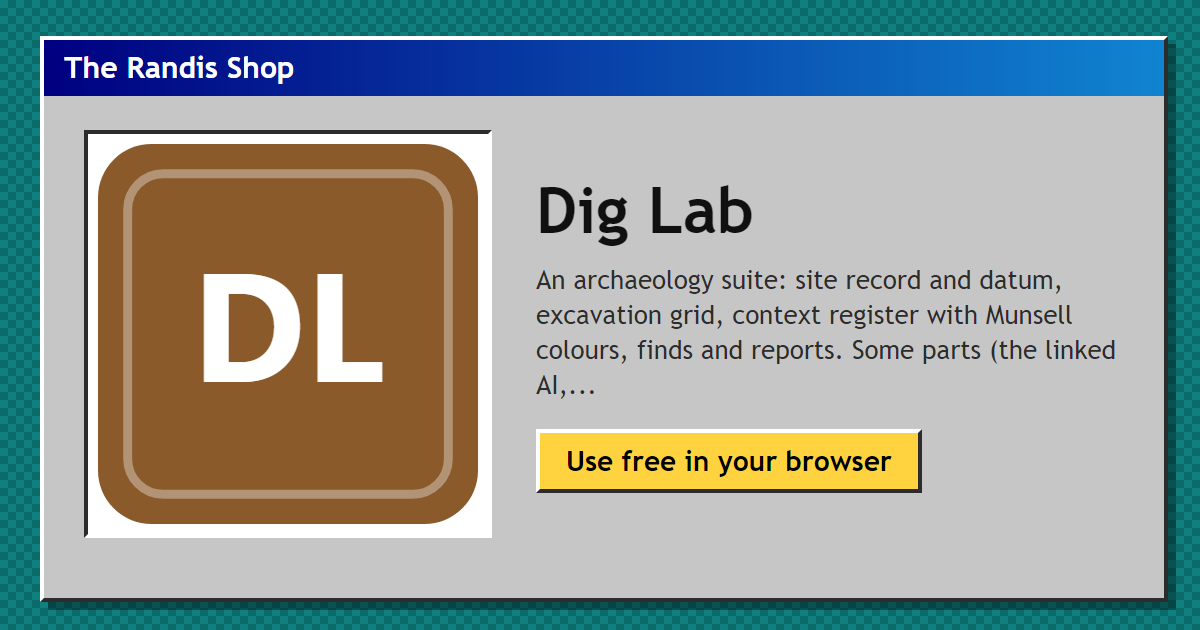 The Randis Shop
DL
Dig Lab
An archaeology suite: site record and datum,
excavation grid, context register with Munsell
colours, finds and reports. Some parts (the linked
AI,...
Use free in your browser